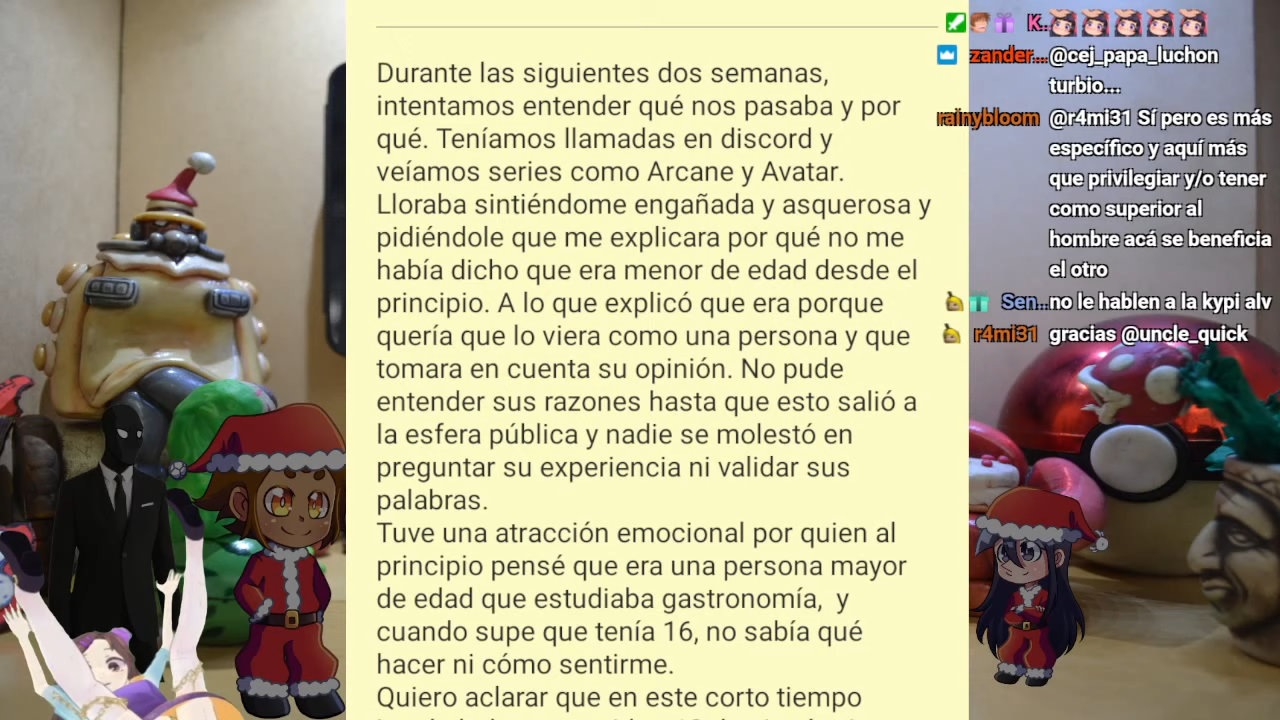 Durante las siguientes dos semanas,
intentamos entender qué nos pasaba y por
qué. Teníamos llamadas en discord y
veíamos series como Arcane y Avatar.
Lloraba sintiéndome engañada y asquerosa y
pidiéndole que me explicara por qué no me
había dicho que era menor de edad desde el
principio. A lo que explicó que era porque
quería que lo viera como una persona y que
tomara en cuenta su opinión. No pude
entender sus razones hasta que esto salió a
la esfera pública y nadie se molestó en
preguntar su experiencia ni validar sus
palabras.
Tuve una atracción emocional por quien al
principio pensé que era una persona mayor
de edad que estudiaba gastronomía, y
cuando supe que tenía 16, no sabía qué
hacer ni cómo sentirme.
Quiero aclarar que en este corto tiempo
K...
zander... @cej_papa_luchon
turbio...
rainybloom @r4mi31 Sí pero es más
específico y aquí más
que privilegiar y/o tener
como superior al
hombre acá se beneficia
el otro
Sen... no le hablen a la kypi alv
r4mi31 gracias @uncle_quick